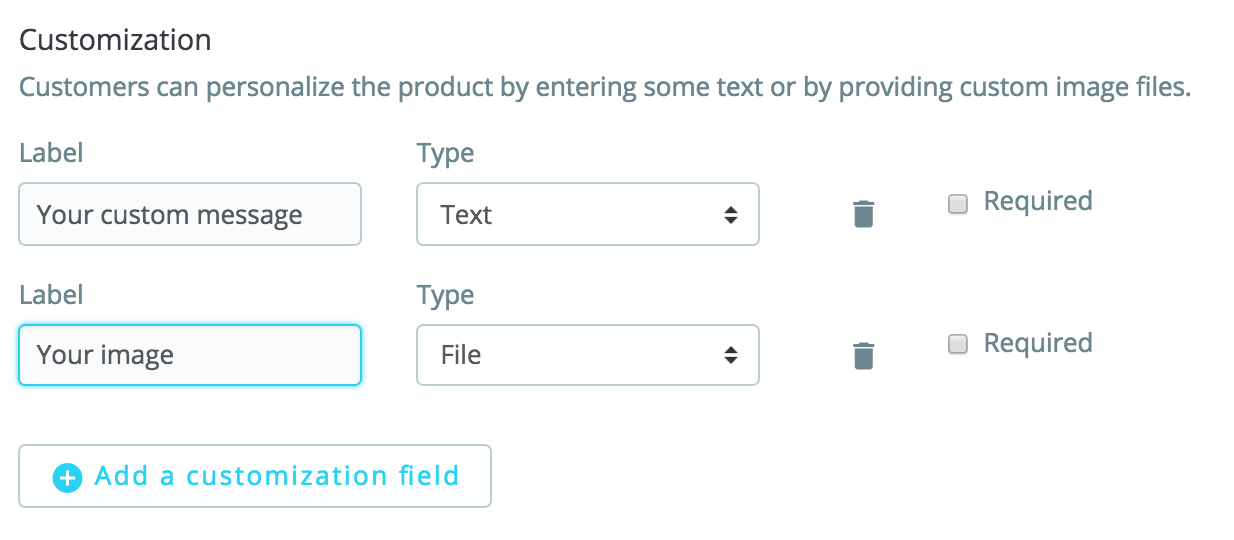 Customization
Customers can personalize the product by entering some text or by providing custom image files.
Label Type
Your custom message Text Required
Label Type
Your image File Required
Add a customization field